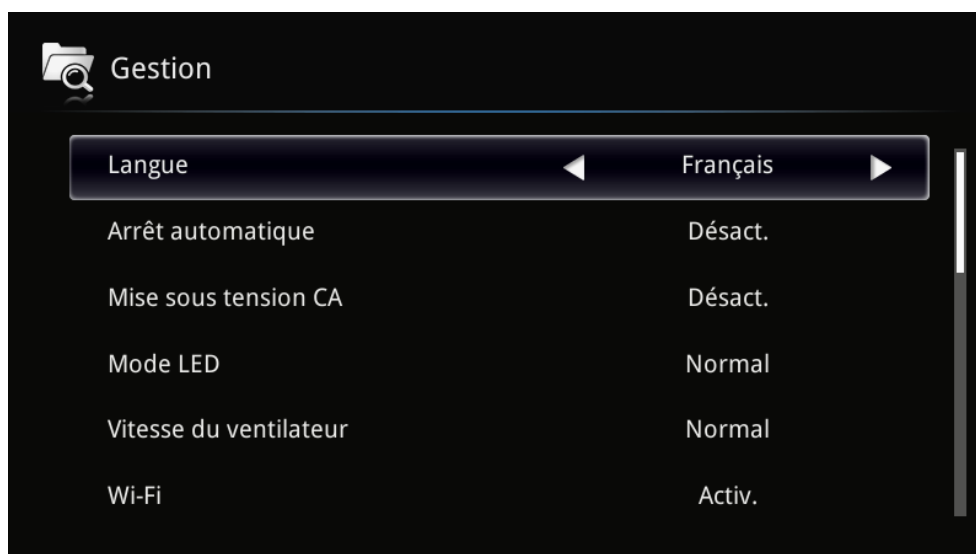 Gestion
Langue Français
Arrêt automatique Désact.
Mise sous tension CA Désact.
Mode LED Normal
Vitesse du ventilateur Normal
Wi-Fi Activ.